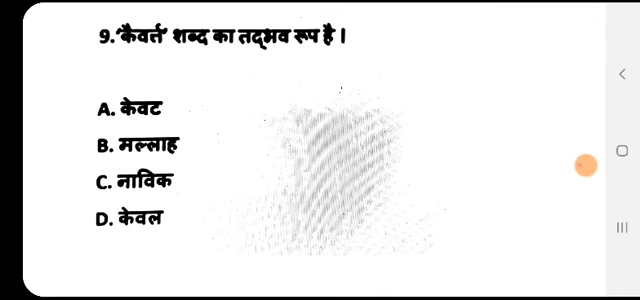 9.‘कैवर्त्त’ शब्द का तद्भव रूप है ।
A. केवट
B. मल्लाह
C. नाविक
D. केवल